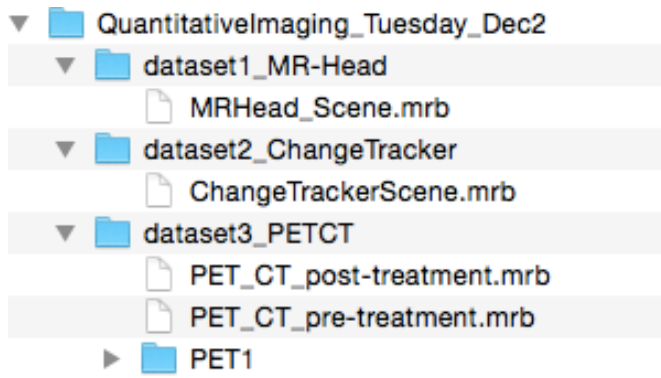 QuantitativeImaging_Tuesday_Dec2
dataset1_MR-Head
MRHead_Scene.mrb
dataset2_ChangeTracker
ChangeTrackerScene.mrb
dataset3_PETCT
PET_CT_post-treatment.mrb
PET_CT_pre-treatment.mrb
PET1